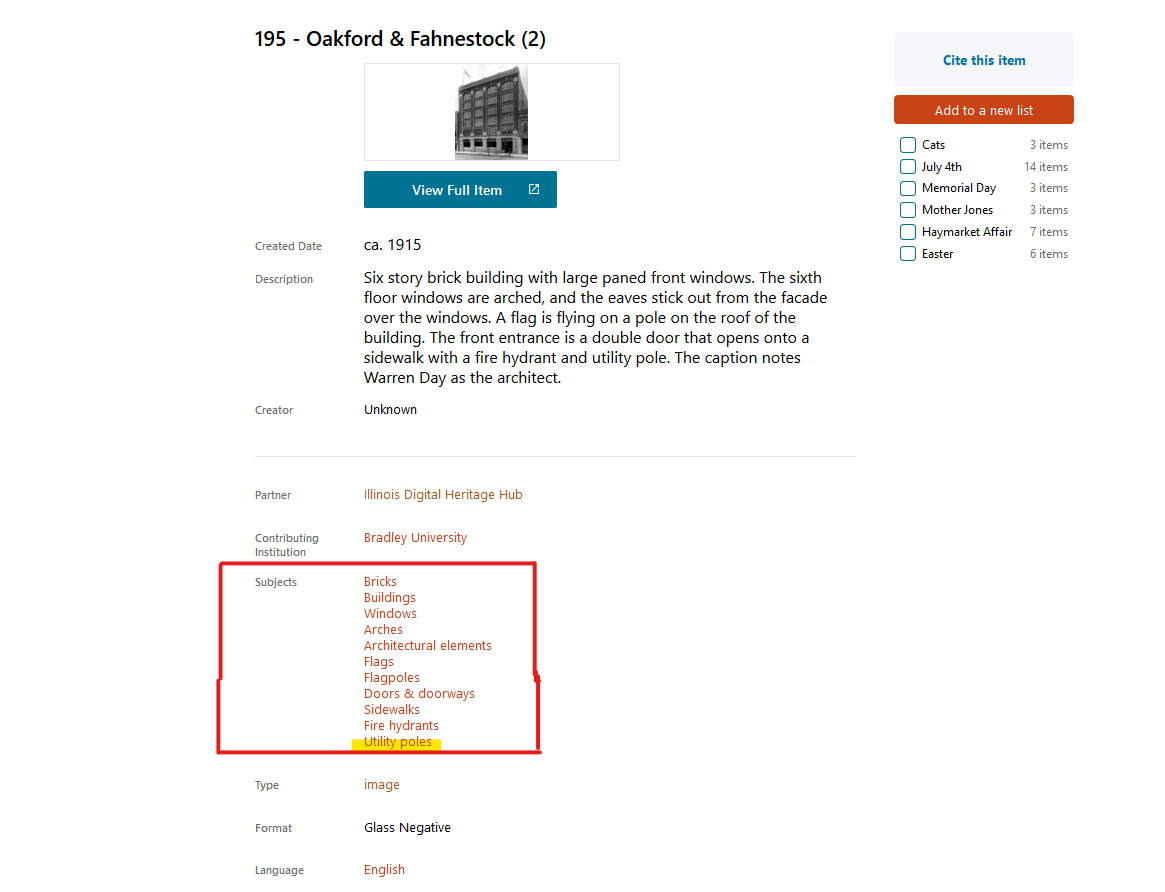 195 - Oakford & Fahnestock (2)
View Full Item
Created Date
ca. 1915
Description
Six story brick building with large paned front windows. The sixth
floor windows are arched, and the eaves stick out from the facade
over the windows. A flag is flying on a pole on the roof of the
building. The front entrance is a double door that opens onto a
sidewalk with a fire hydrant and utility pole. The caption notes
Warren Day as the architect.
Creator
Unknown
Partner
Illinois Digital Heritage Hub
Contributing
Institution
Bradley University
Subjects
Bricks
Buildings
Windows
Arches
Architectural elements
Flags
Flagpoles
Doors & doorways
Sidewalks
Fire hydrants
Utility poles
Type
image
Format
Glass Negative
Language
English
Cite this item
Add to a new list
Cats 3 items
July 4th 14 items
Memorial Day 3 items
Mother Jones 3 items
Haymarket Affair 7 items
Easter 6 items